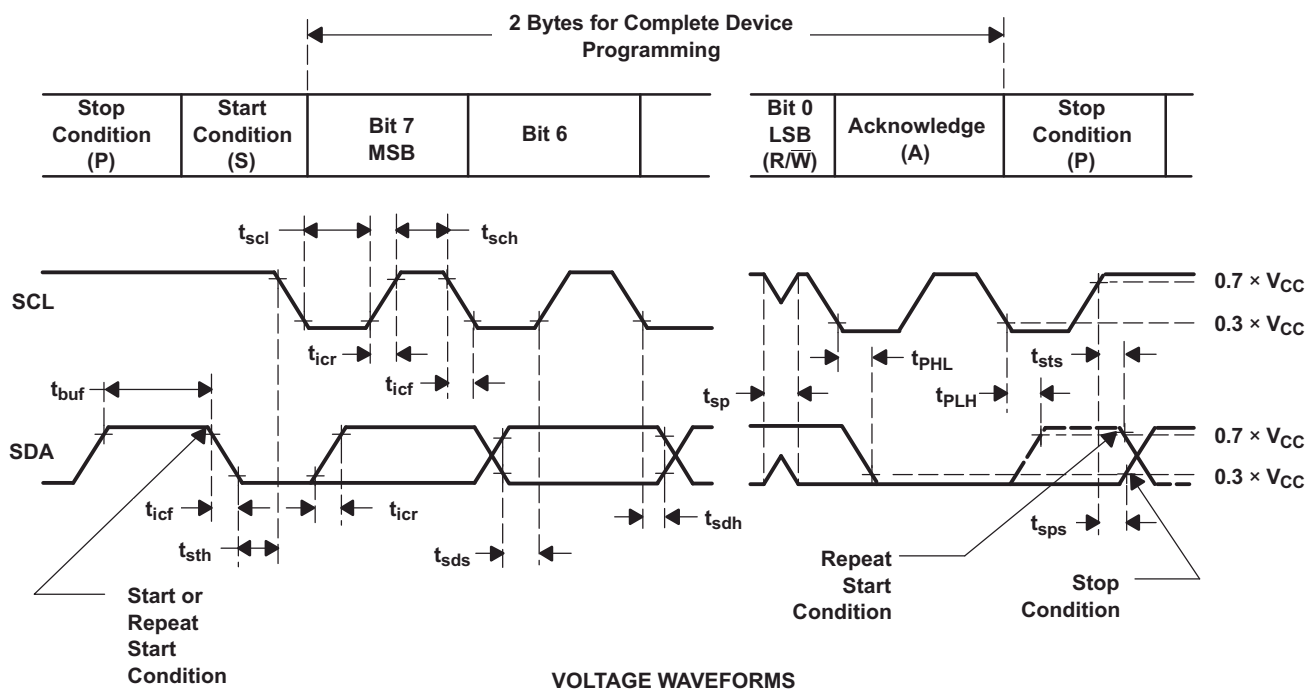 2 Bytes for Complete Device
Programming
Stop
Condition
(P)
Start
Condition
(S)
Bit 7
MSB
Bit 6
Bit 0
LSB
(R/W̅)
Acknowledge
(A)
Stop
Condition
(P)
tscl
tsch
SCL
0.7 × VCC
0.3 × VCC
ticr
ticf
tPHL
tsts
tbuf
tsp
tPLH
SDA
0.7 × VCC
0.3 × VCC
ticf
ticr
tsdh
tsps
tsth
tsds
Start or
Repeat
Start
Condition
Repeat
Start
Condition
Stop
Condition
VOLTAGE WAVEFORMS